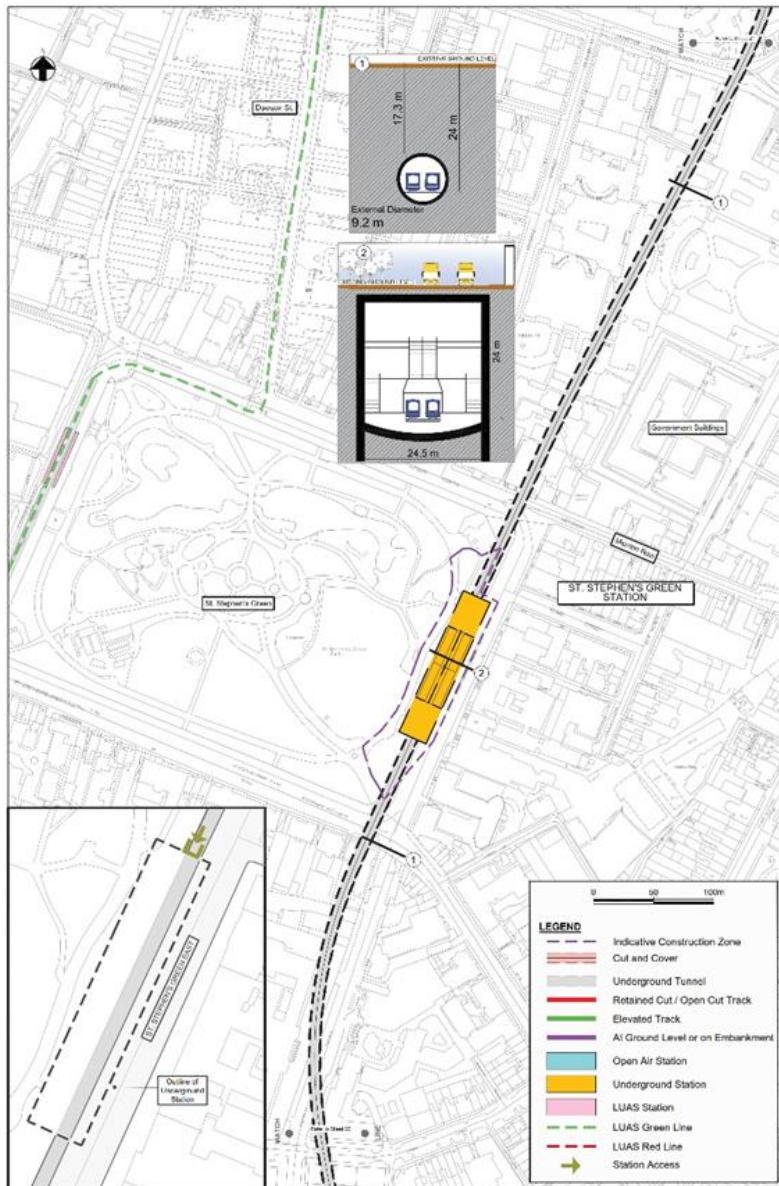 MATCH
1
EXISTING GROUND LEVEL
17.3 m
24 m
External Diameter
9.2 m
Dawson St.
1
2
24 m
24.5 m
Government Buildings
Merrion Row
ST. STEPHEN'S GREEN
STATION
St. Stephen's Green
2
1
ST. STEPHEN'S GREEN EAST
Outline of
Underground
Station
MATCH
LINE
0 50 100m
LEGEND
Indicative Construction Zone
Cut and Cover
Underground Tunnel
Retained Cut / Open Cut Track
Elevated Track
At Ground Level or on Embankment
Open Air Station
Underground Station
LUAS Station
LUAS Green Line
LUAS Red Line
Station Access